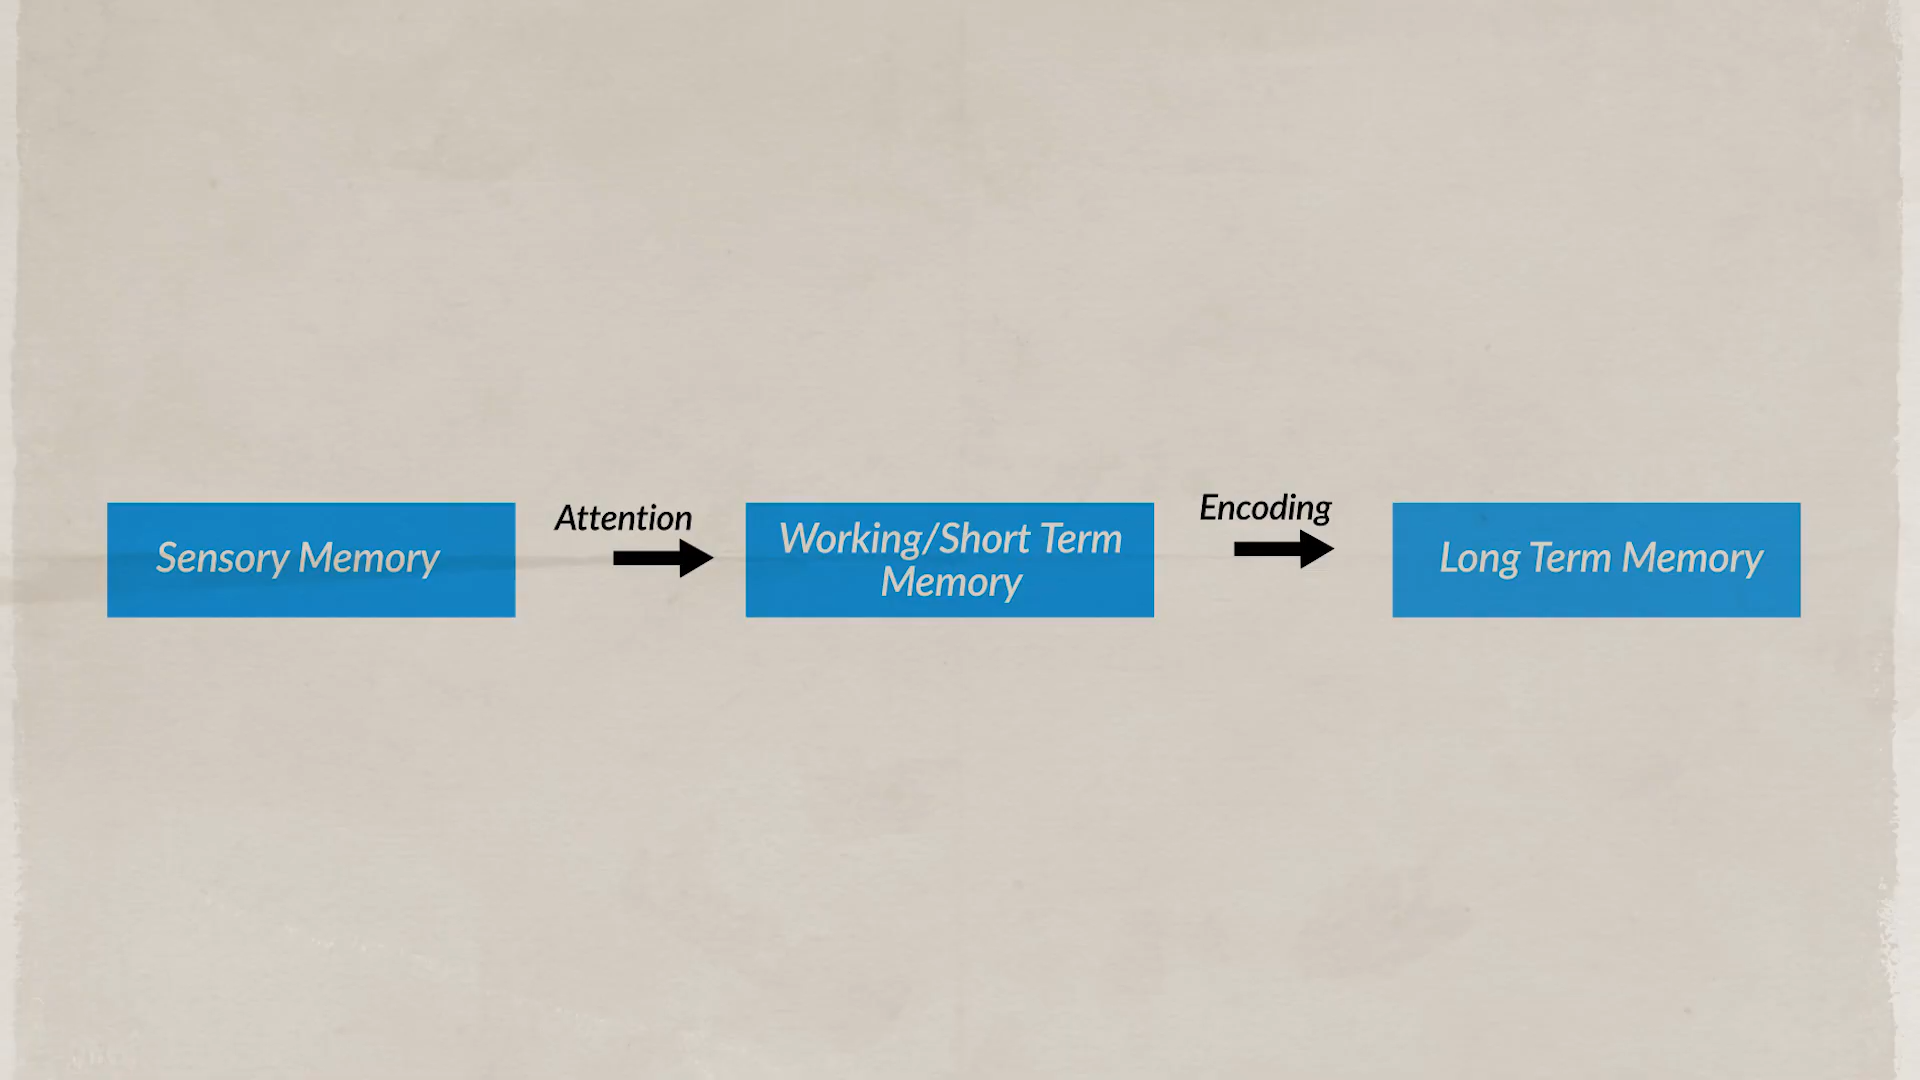 Sensory Memory
Attention
Working/Short Term
Memory
Encoding
Long Term Memory